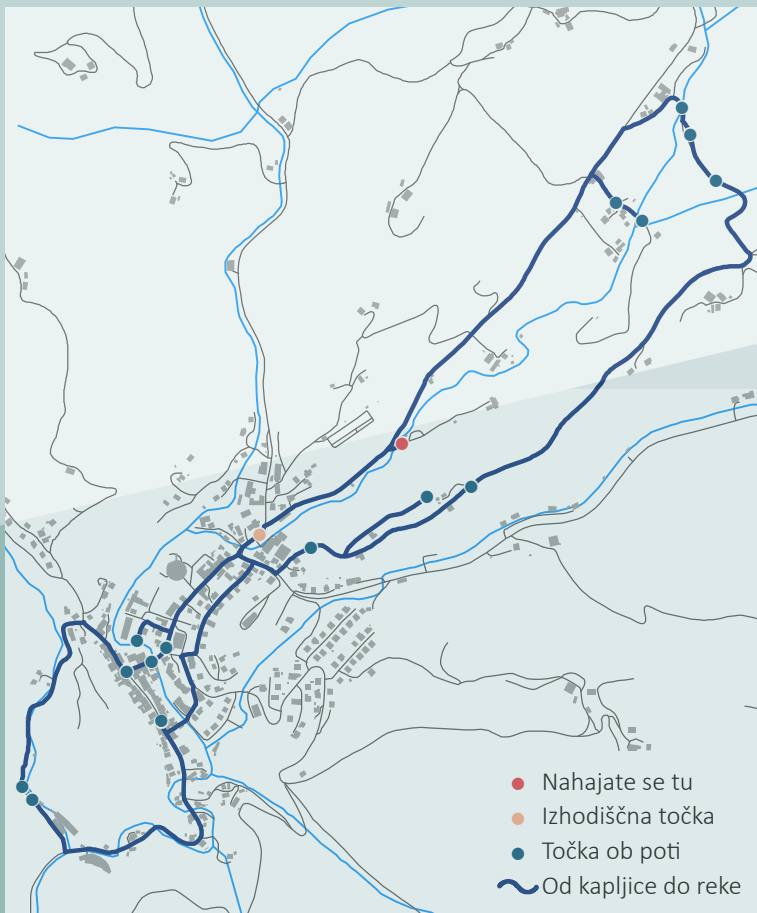 Nahajate se tu
Izhodiščna točka
Točka ob poti
Od kapljice do reke